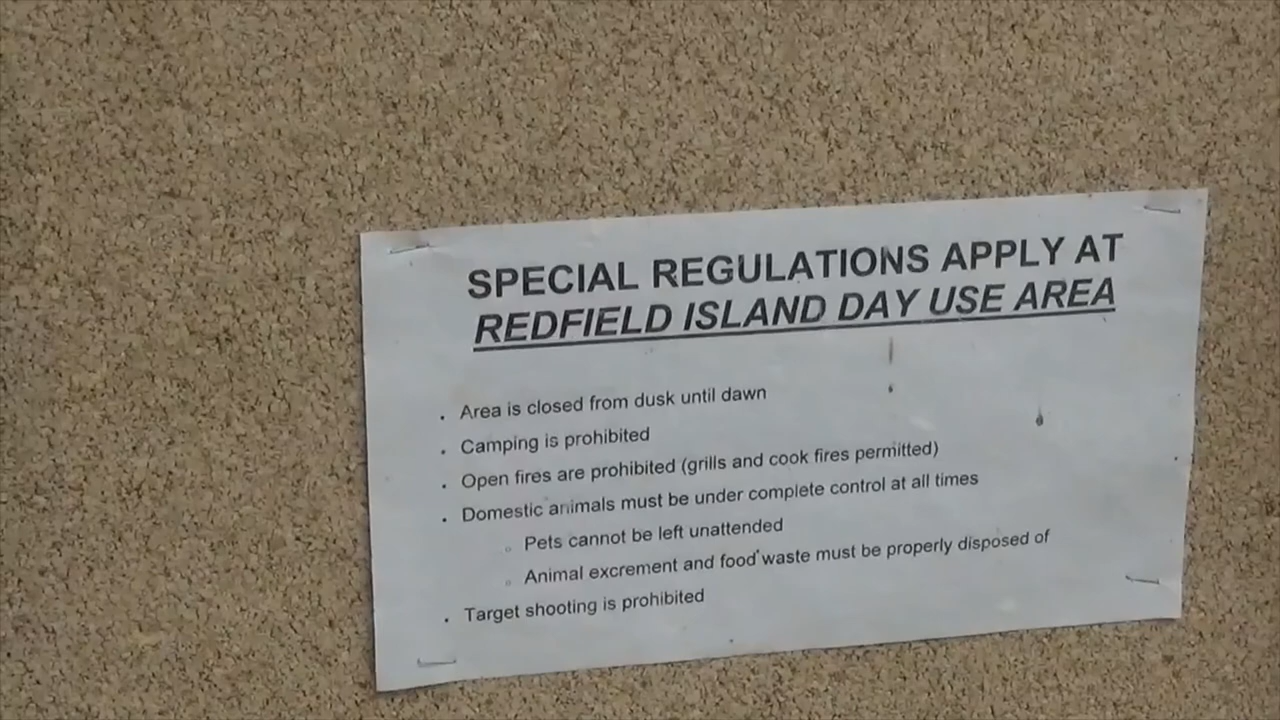 SPECIAL REGULATIONS APPLY AT
REDFIELD ISLAND DAY USE AREA
. Area is closed from dusk until dawn
. Camping is prohibited
. Open fires are prohibited (grills and cook fires permitted)
. Domestic animals must be under complete control at all times
○ Pets cannot be left unattended
○ Animal excrement and food waste must be properly disposed of
. Target shooting is prohibited